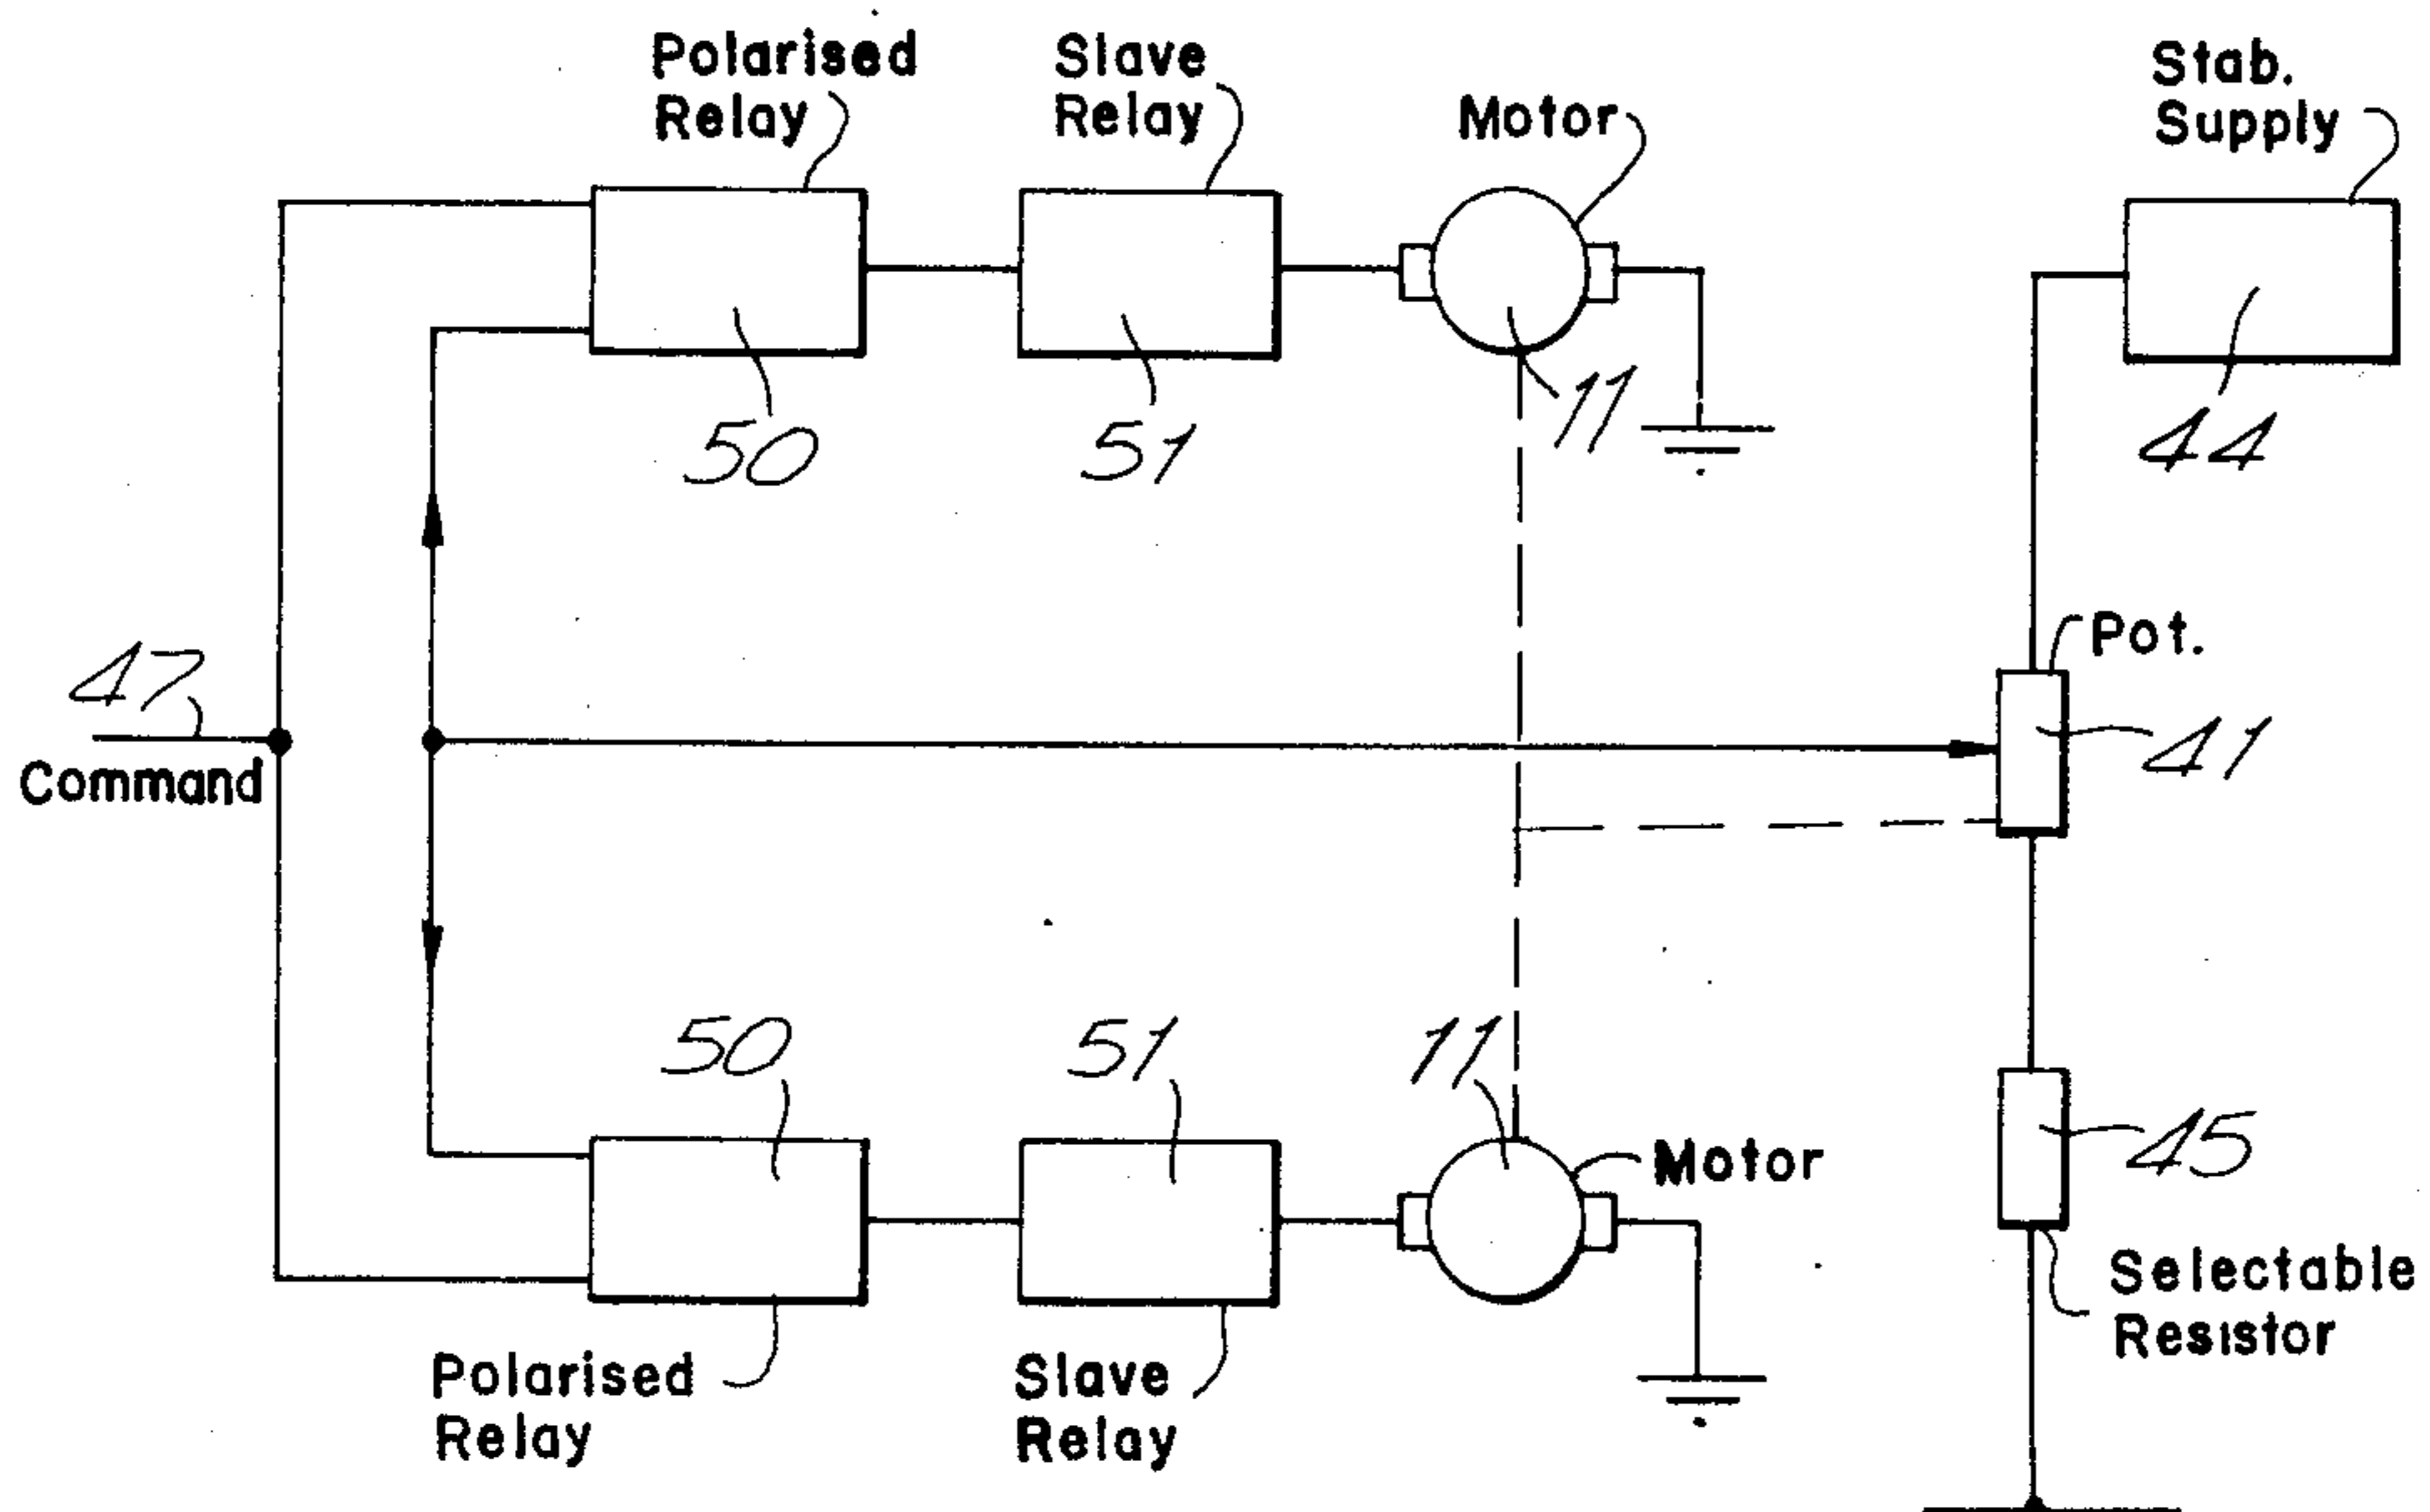 Polarised
Relay
Slave
Relay
Motor
Stab.
Supply
50
51
11
44
Pot.
47
Command
41
50
51
11
Motor
45
Selectable
Resistor
Polarised
Relay
Slave
Relay